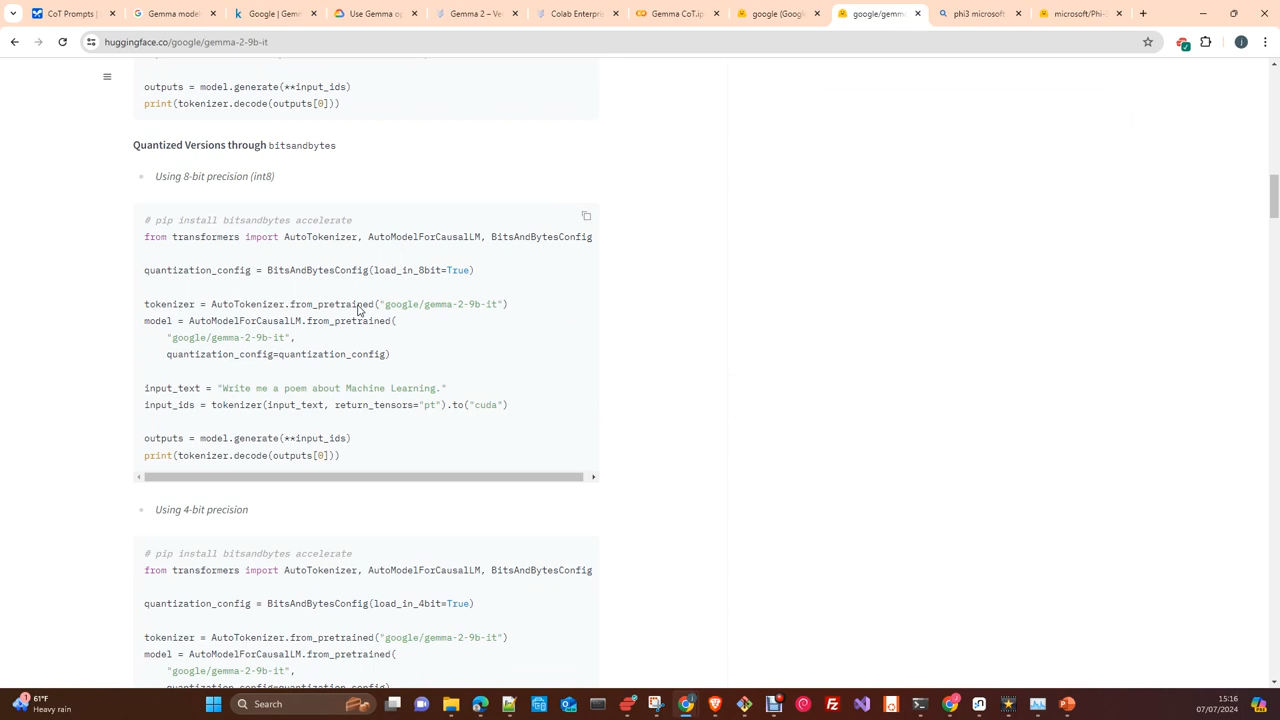 CoT Prompts |
Gemma model
Google | Gemm
Use Gemma op
Gemma 2 – Ve
Colab Enterpris
Gemma CoT.ip
google (Google
google/gemma
phi3 microsoft
microsoft/Phi-
huggingface.co/google/gemma-2-9b-it
outputs = model.generate(**input_ids)
print(tokenizer.decode(outputs[0]))
Quantized Versions through bitsandbytes
Using 8-bit precision (int8)
# pip install bitsandbytes accelerate
from transformers import AutoTokenizer, AutoModelForCausalLM, BitsAndBytesConfig
quantization_config = BitsAndBytesConfig(load_in_8bit=True)
tokenizer = AutoTokenizer.from_pretrained("google/gemma-2-9b-it")
model = AutoModelForCausalLM.from_pretrained(
"google/gemma-2-9b-it",
quantization_config=quantization_config)
input_text = "Write me a poem about Machine Learning."
input_ids = tokenizer(input_text, return_tensors="pt").to("cuda")
outputs = model.generate(**input_ids)
print(tokenizer.decode(outputs[0]))
Using 4-bit precision
# pip install bitsandbytes accelerate
from transformers import AutoTokenizer, AutoModelForCausalLM, BitsAndBytesConfig
quantization_config = BitsAndBytesConfig(load_in_4bit=True)
tokenizer = AutoTokenizer.from_pretrained("google/gemma-2-9b-it")
model = AutoModelForCausalLM.from_pretrained(
"google/gemma-2-9b-it",
quantization_config=quantization_config)
61°F
Heavy rain
Search
15:16
07/07/2024